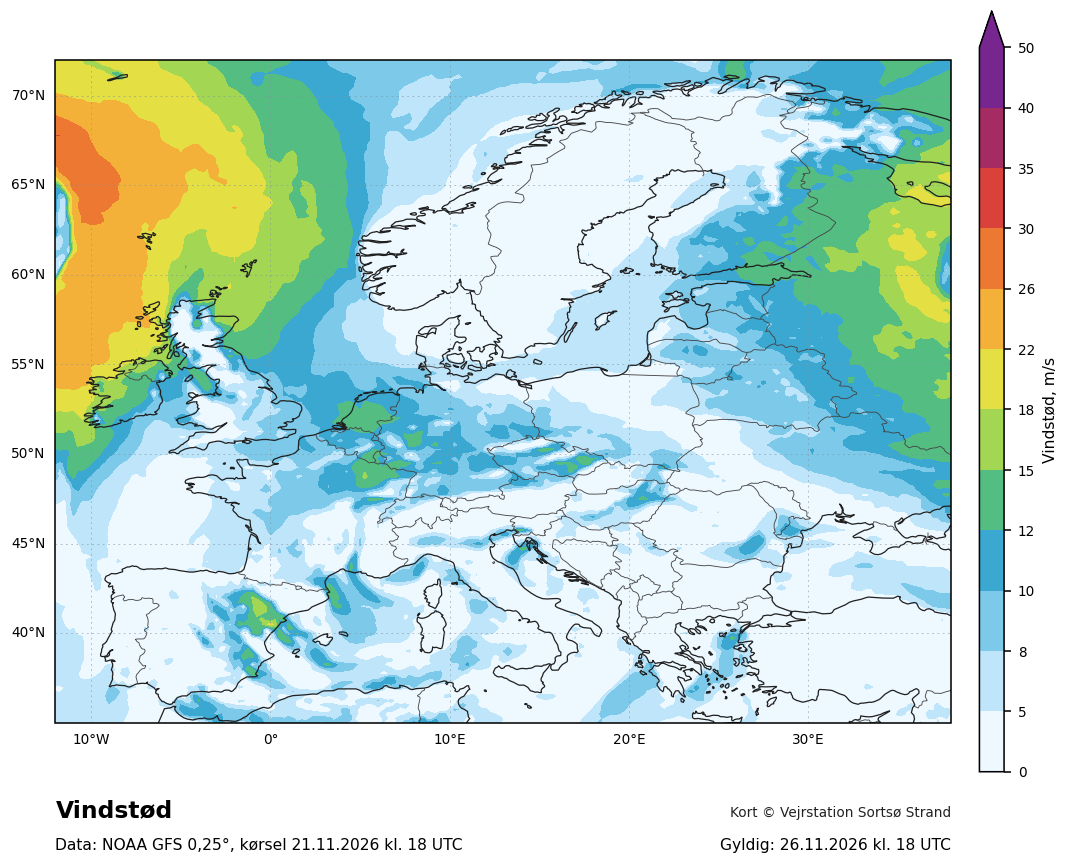 70°N
65°N
60°N
55°N
50°N
45°N
40°N
10°W
0°
10°E
20°E
30°E
50
40
35
30
26
22
18
15
12
10
8
5
0
Vindstød, m/s
Vindstød
Kort © Vejrstation Sortsø Strand
Data: NOAA GFS 0,25°, kørsel 21.11.2026 kl. 18 UTC
Gyldig: 26.11.2026 kl. 18 UTC